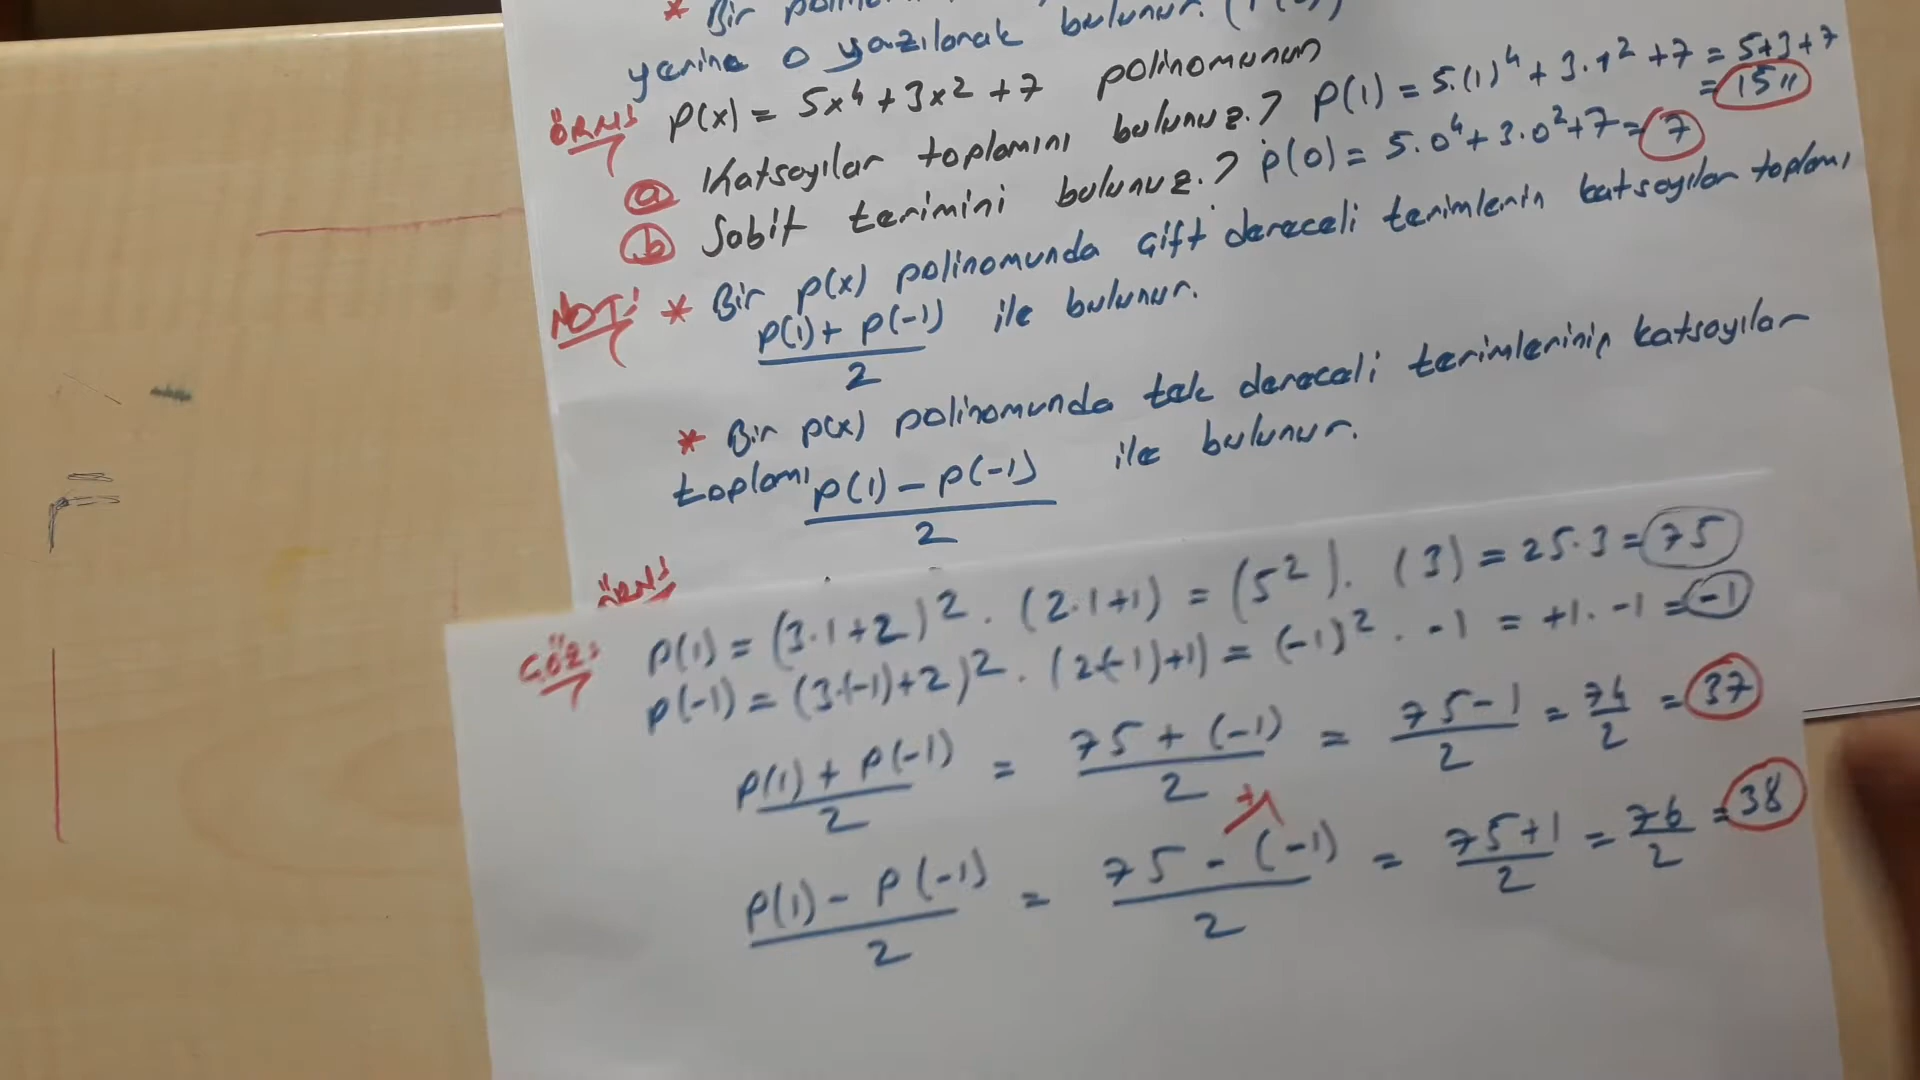 * Bir
yerine 0 yazılarak bulunur.
ÖRN: P(x) = 5x⁴ + 3x² + 7 polinomunun
a Katsayılar toplamını bulunuz.? P(1) = 5.(1)⁴ + 3.1² + 7 = 5+3+7
= 15 //
b Sabit terimini bulunuz.? P(0) = 5.0⁴ + 3.0² + 7 = 7
NOT: * Bir P(x) polinomunda çift dereceli terimlerin katsayılar toplamı
P(1) + P(-1) / 2 ile bulunur.
* Bir P(x) polinomunda tek dereceli terimlerinin katsayılar
toplamı P(1) - P(-1) / 2 ile bulunur.
ÖRN:
ÇÖZ: P(1) = (3.1+2)² . (2.1+1) = (5²) . (3) = 25.3 = 75
P(-1) = (3.(-1)+2)² . (2(-1)+1) = (-1)² . -1 = +1 . -1 = -1
P(1) + P(-1) / 2 = 75 + (-1) / 2 = 75-1 / 2 = 74 / 2 = 37
+
P(1) - P(-1) / 2 = 75 - (-1) / 2 = 75+1 / 2 = 76 / 2 = 38